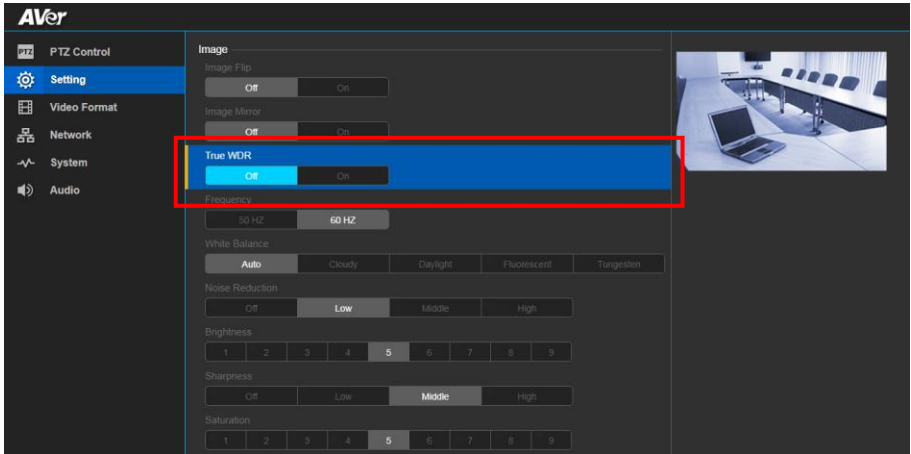 AVer
PTZ PTZ Control
Setting
Video Format
Network
System
Audio
Image
Image Flip
Off On
Image Mirror
Off On
True WDR
Off On
Frequency
50 HZ 60 HZ
White Balance
Auto Cloudy Daylight Fluorescent Tungesten
Noise Reduction
Off Low Middle High
Brightness
1 2 3 4 5 6 7 8 9
Sharpness
Off Low Middle High
Saturation
1 2 3 4 5 6 7 8 9